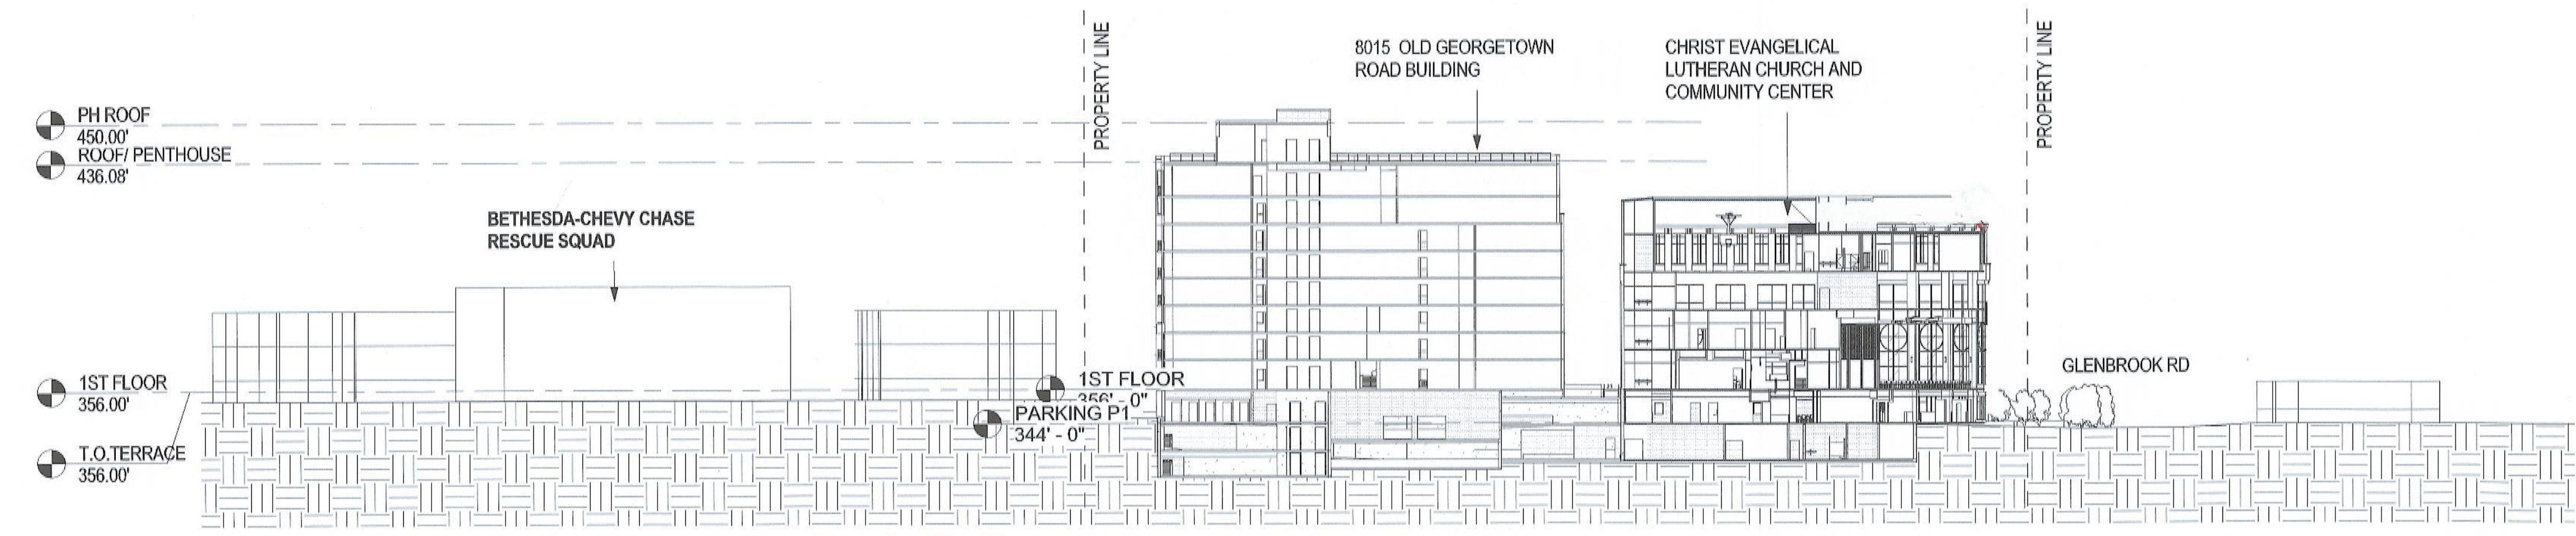 PH ROOF
450.00'
ROOF/ PENTHOUSE
436.08'
BETHESDA-CHEVY CHASE
RESCUE SQUAD
1ST FLOOR
356.00'
T.O.TERRACE
356.00'
PROPERTY LINE
1ST FLOOR
356' - 0"
PARKING P1
344' - 0"
8015 OLD GEORGETOWN
ROAD BUILDING
CHRIST EVANGELICAL
LUTHERAN CHURCH AND
COMMUNITY CENTER
PROPERTY LINE
GLENBROOK RD